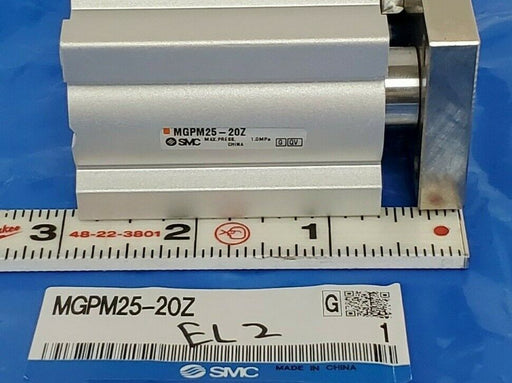 MGPM25-20Z
SMC MAX.PRESS. 1.0MPa
CHINA
3 48-22-3801 2 1
MGPM25-20Z G
EL2 1
SMC MADE IN CHINA